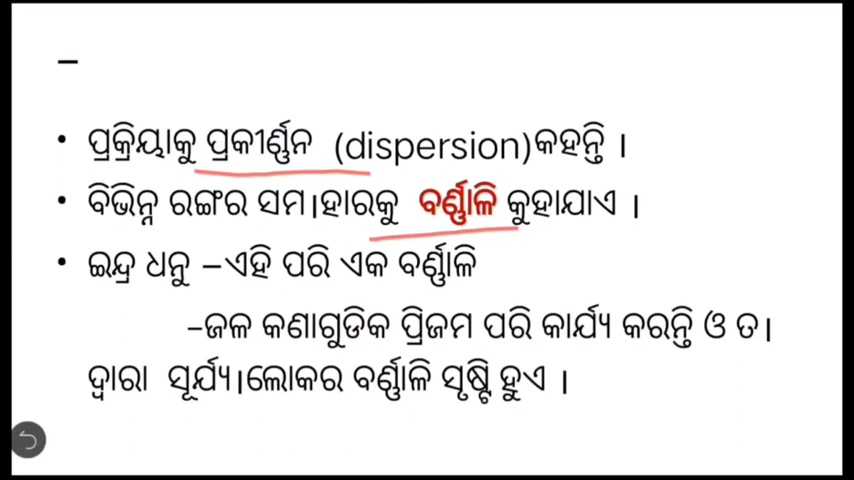 –
• ପ୍ରକ୍ରିୟାକୁ ପ୍ରକୀର୍ଣ୍ଣନ (dispersion)କହନ୍ତି ।
• ବିଭିନ୍ନ ରଙ୍ଗର ସମ।ହାରକୁ ବର୍ଣ୍ଣାଳି କୁହାଯାଏ ।
• ଇନ୍ଦ୍ର ଧନୁ –ଏହି ପରି ଏକ ବର୍ଣ୍ଣାଳି
–ଜଳ କଣାଗୁଡିକ ପ୍ରିଜମ ପରି କାର୍ଯ୍ୟ କରନ୍ତି ଓ ତ।
ଦ୍ୱାରା ସୂର୍ଯ୍ୟ।ଲୋକର ବର୍ଣ୍ଣାଳି ସୃଷ୍ଟି ହୁଏ ।